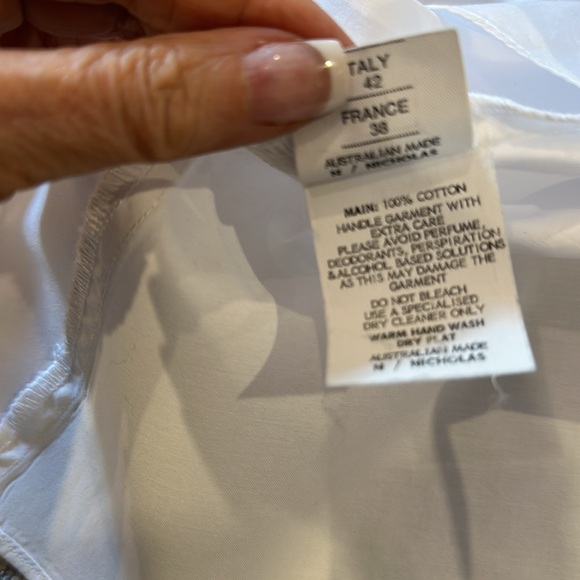 ITALY
42
FRANCE
38
AUSTRALIAN MADE
N / NICHOLAS
MAIN: 100% COTTON
HANDLE GARMENT WITH
EXTRA CARE
PLEASE AVOID PERFUME,
DEODORANTS, PERSPIRATION
& ALCOHOL BASED SOLUTIONS
AS THIS MAY DAMAGE THE
GARMENT
DO NOT BLEACH
USE A SPECIALISED
DRY CLEANER ONLY
WARM HAND WASH
DRY FLAT
AUSTRALIAN MADE
N / NICHOLAS